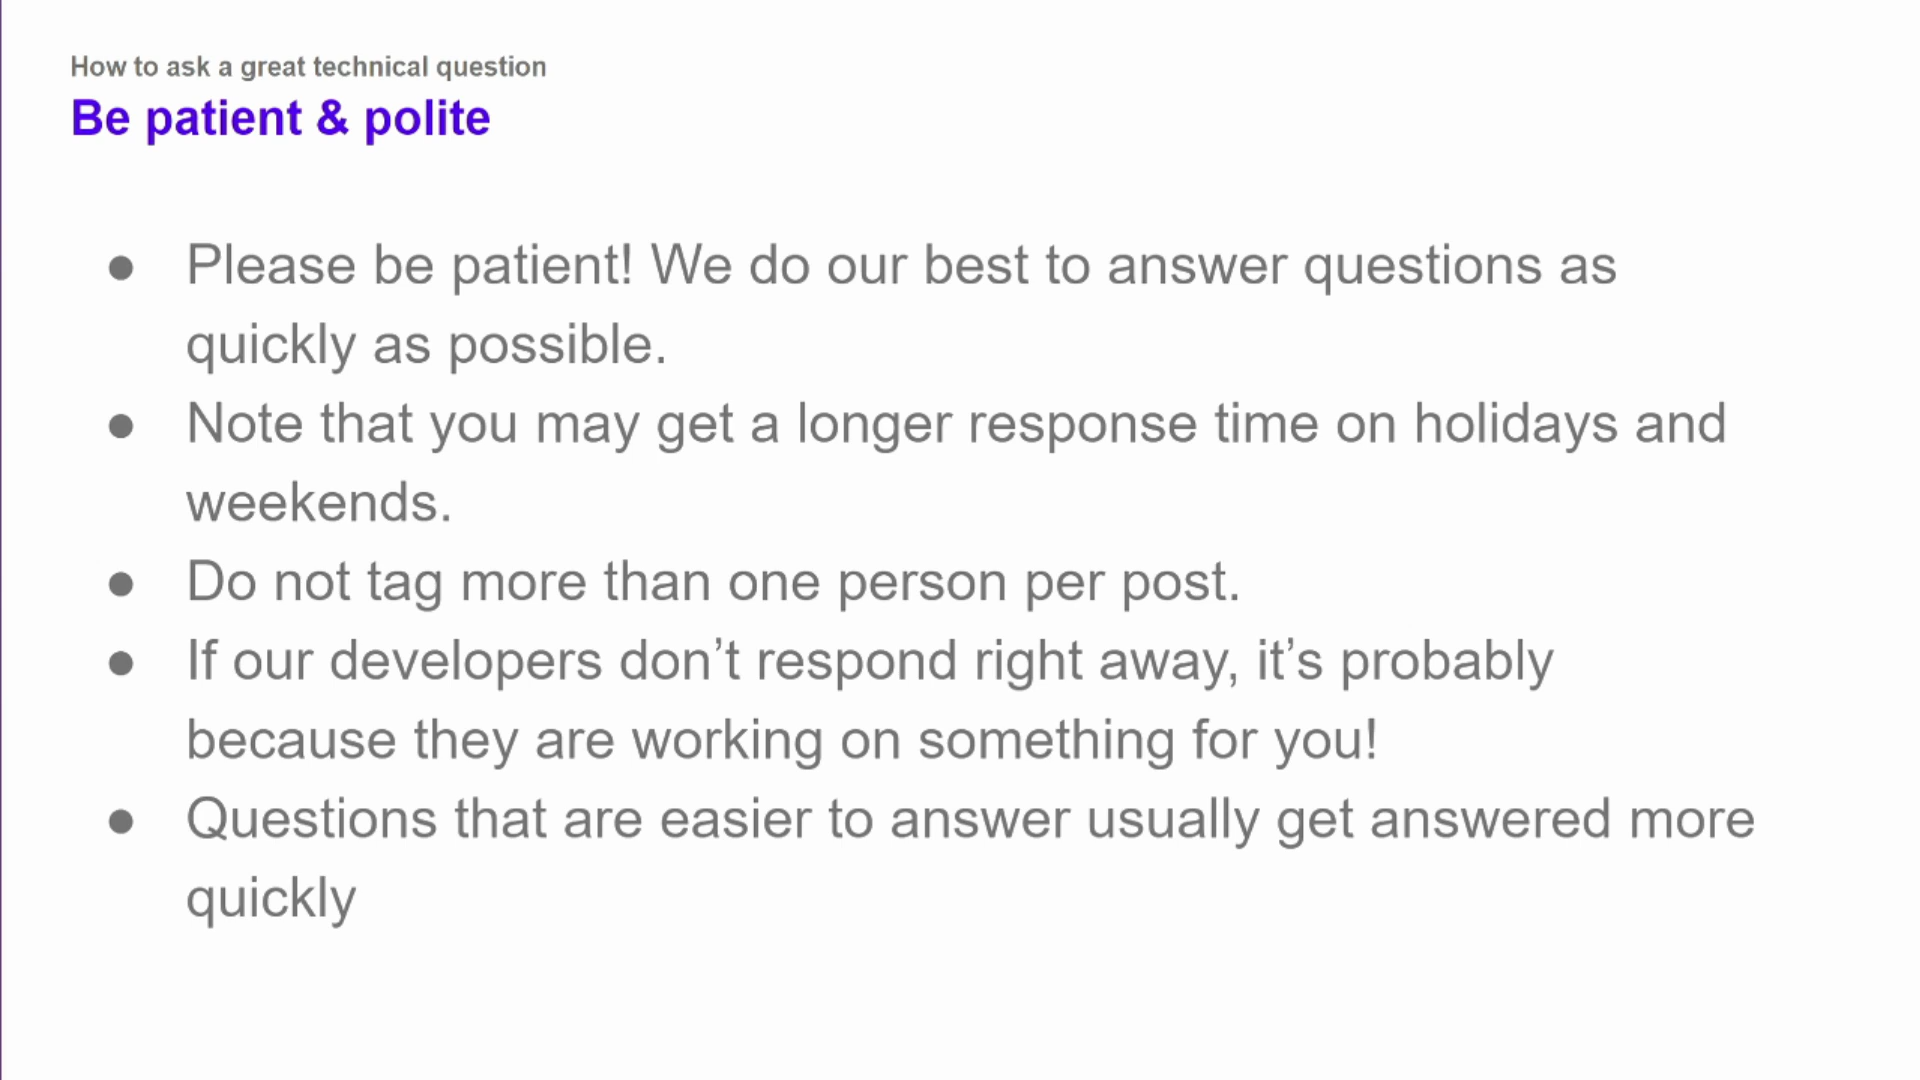 How to ask a great technical question
Be patient & polite
● Please be patient! We do our best to answer questions as
quickly as possible.
● Note that you may get a longer response time on holidays and
weekends.
● Do not tag more than one person per post.
● If our developers don’t respond right away, it’s probably
because they are working on something for you!
● Questions that are easier to answer usually get answered more
quickly